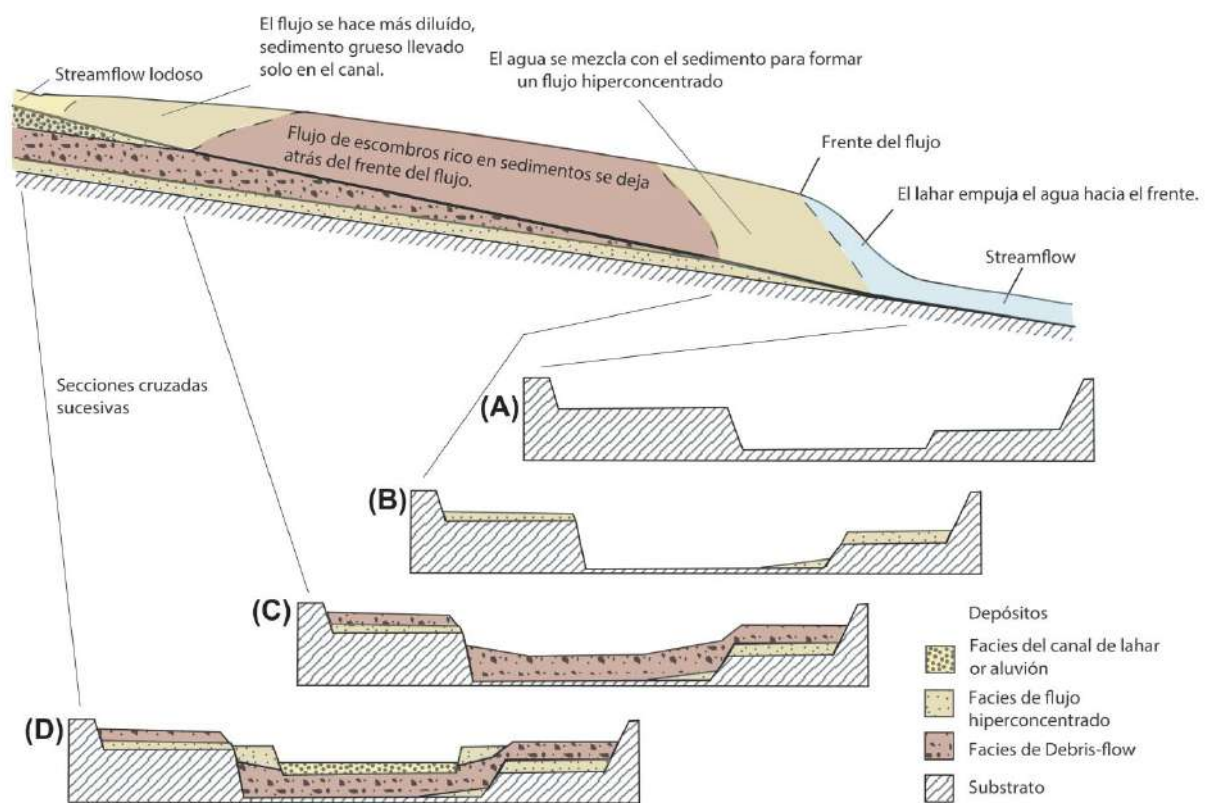 El flujo se hace más diluído,
sedimento grueso llevado
solo en el canal.
Streamflow lodoso
El agua se mezcla con el sedimento para formar
un flujo hiperconcentrado
Flujo de escombros rico en sedimentos se deja
atrás del frente del flujo.
Frente del flujo
El lahar empuja el agua hacia el frente.
Streamflow
Secciones cruzadas
sucesivas
(A)
(B)
(C)
(D)
Depósitos
Facies del canal de lahar
or aluvión
Facies de flujo
hiperconcentrado
Facies de Debris-flow
Substrato